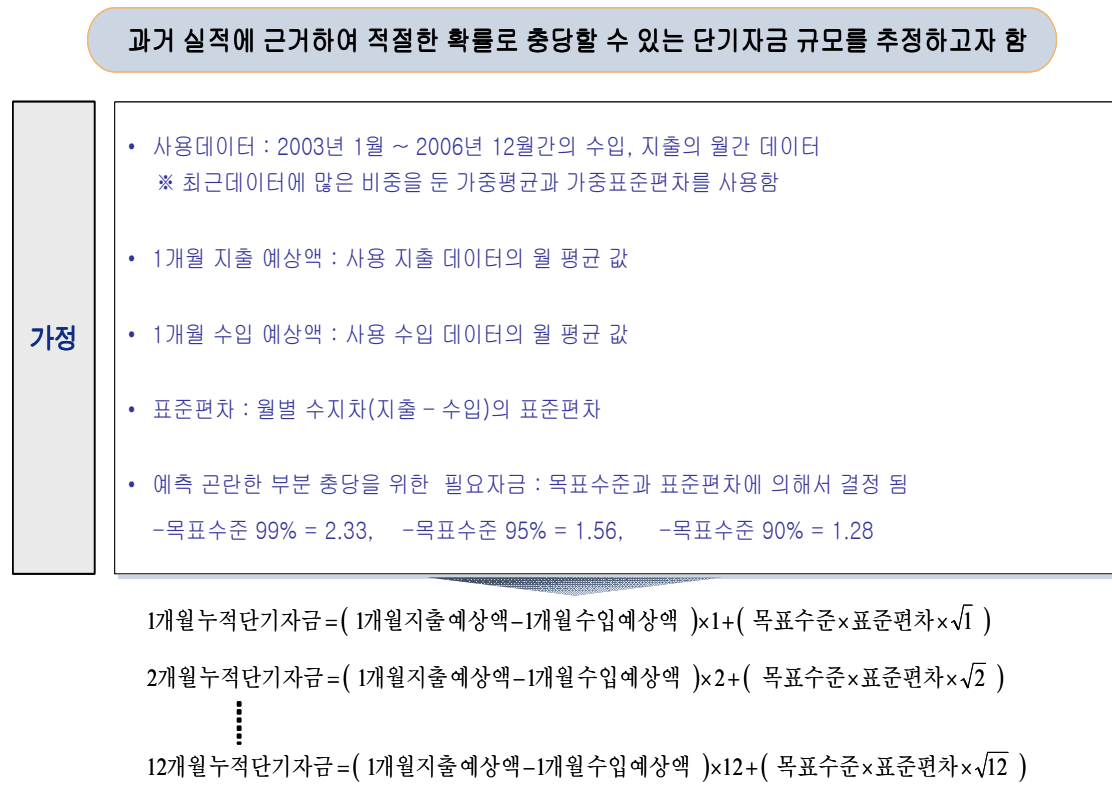 과거 실적에 근거하여 적절한 확률로 충당할 수 있는 단기자금 규모를 추정하고자 함
가정
• 사용데이터 : 2003년 1월 ~ 2006년 12월간의 수입, 지출의 월간 데이터
※ 최근데이터에 많은 비중을 둔 가중평균과 가중표준편차를 사용함
• 1개월 지출 예상액 : 사용 지출 데이터의 월 평균 값
• 1개월 수입 예상액 : 사용 수입 데이터의 월 평균 값
• 표준편차 : 월별 수지차(지출 – 수입)의 표준편차
• 예측 곤란한 부분 충당을 위한 필요자금 : 목표수준과 표준편차에 의해서 결정 됨
-목표수준 99% = 2.33, -목표수준 95% = 1.56, -목표수준 90% = 1.28
1개월누적단기자금=( 1개월지출예상액-1개월수입예상액 )×1+( 목표수준×표준편차×√1 )
2개월누적단기자금=( 1개월지출예상액-1개월수입예상액 )×2+( 목표수준×표준편차×√2 )
12개월누적단기자금=( 1개월지출예상액-1개월수입예상액 )×12+( 목표수준×표준편차×√12 )